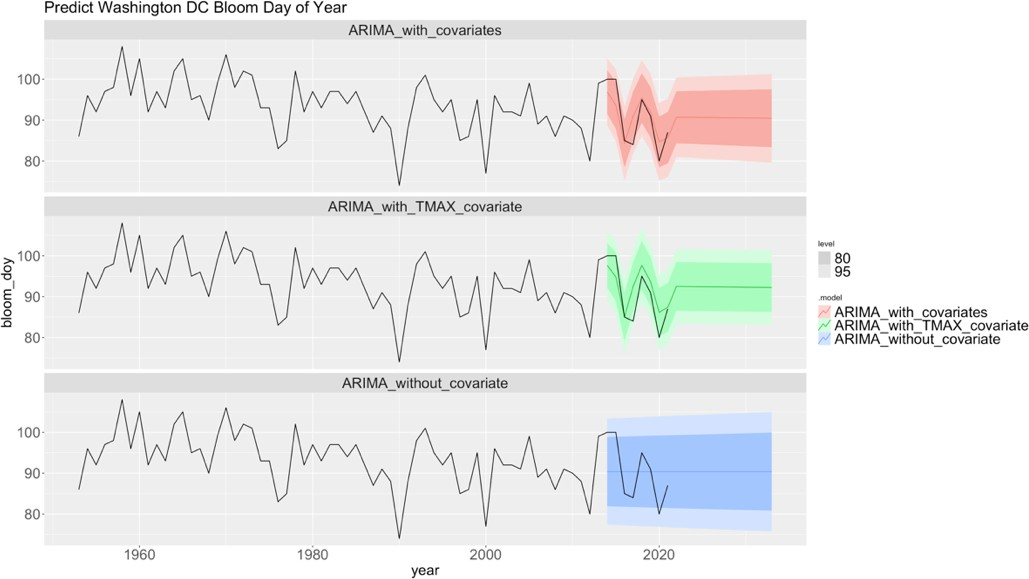 Predict Washington DC Bloom Day of Year
ARIMA_with_covariates
100
90
80
ARIMA_with_TMAX_covariate
100
90
80
bloom_doy
ARIMA_without_covariate
100
90
80
1960
1980
2000
2020
year
level
80
95
.model
ARIMA_with_covariates
ARIMA_with_TMAX_covariate
ARIMA_without_covariate